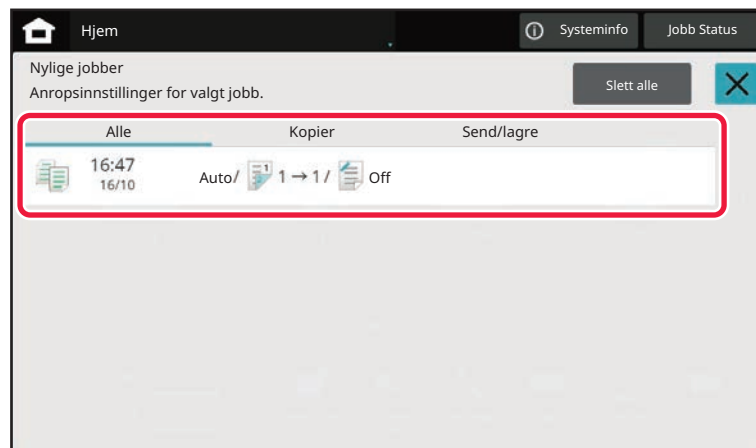 Hjem
Systeminfo
Jobb Status
Nylige jobber
Anropsinnstillinger for valgt jobb.
Slett alle
Alle
Kopier
Send/lagre
16:47
16/10
Auto/ 1 1 → 1 / Off